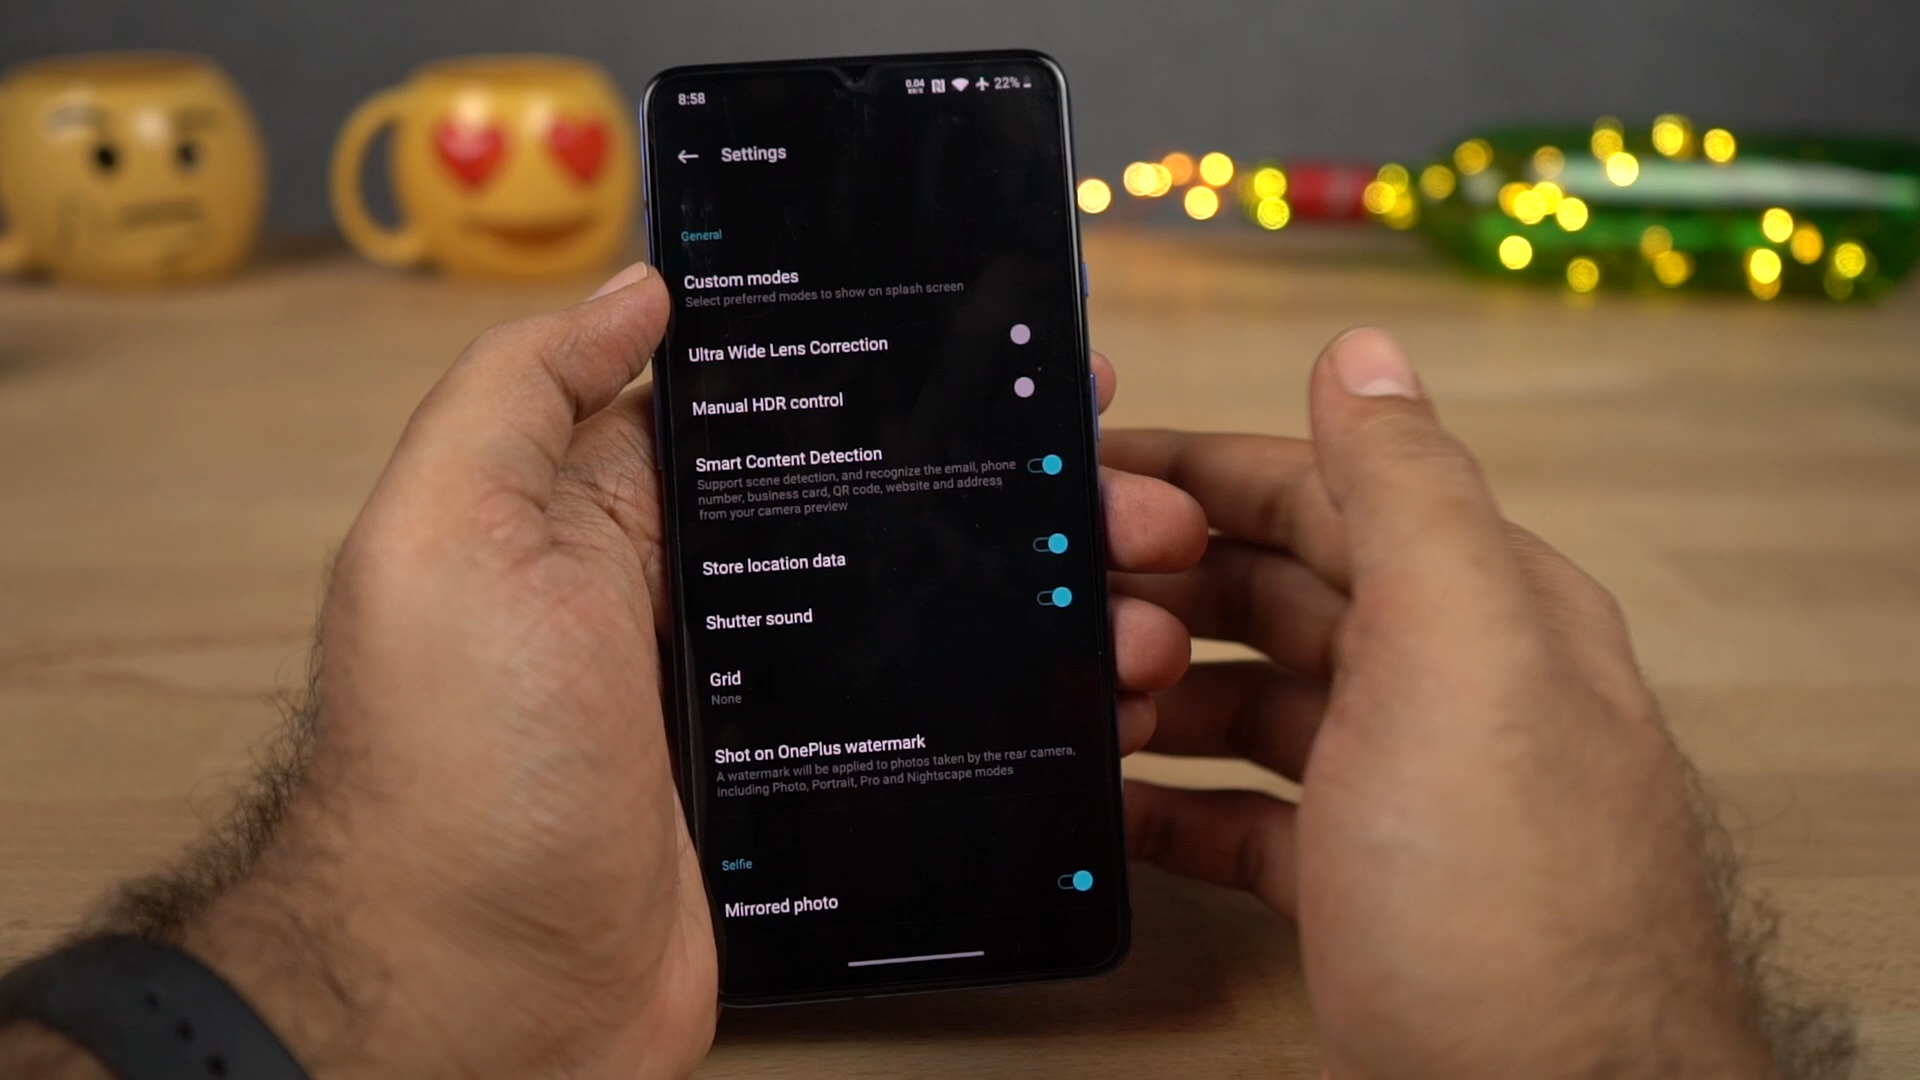 8:58
0.04
KB/S
22%
Settings
General
Custom modes
Select preferred modes to show on splash screen
Ultra Wide Lens Correction
Manual HDR control
Smart Content Detection
Support scene detection, and recognize the email, phone
number, business card, QR code, website and address
from your camera preview
Store location data
Shutter sound
Grid
None
Shot on OnePlus watermark
A watermark will be applied to photos taken by the rear camera,
including Photo, Portrait, Pro and Nightscape modes
Selfie
Mirrored photo